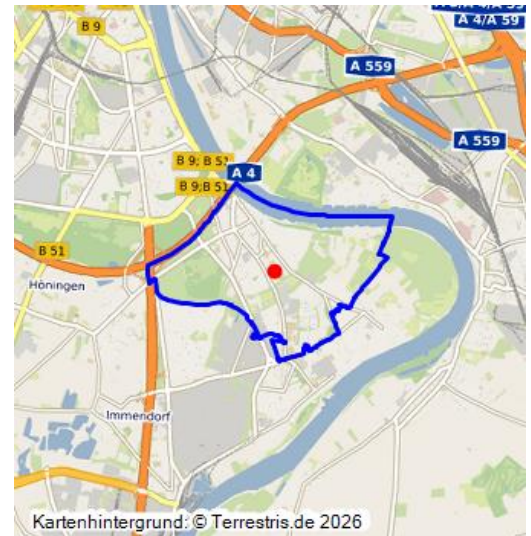 B 9
A 4/A 59
A 559
B 9; B 51
A 4
B 9;B 51
A 559
B 51
Höningen
Immendorf
Kartenhintergrund: © Terrestris.de 2026